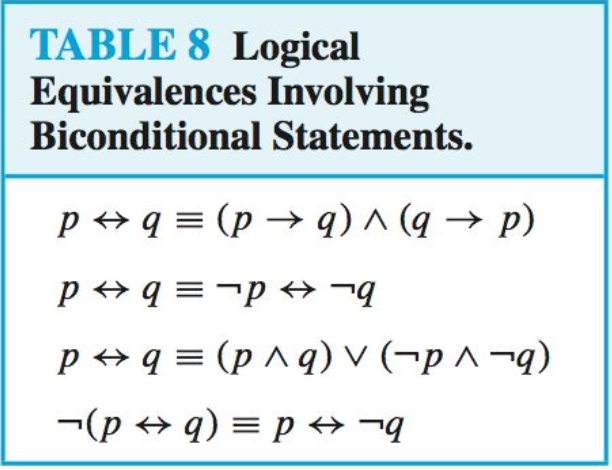 TABLE 8 Logical
Equivalences Involving
Biconditional Statements.
p ↔ q ≡ (p → q) ∧ (q → p)
p ↔ q ≡ ¬p ↔ ¬q
p ↔ q ≡ (p ∧ q) ∨ (¬p ∧ ¬q)
¬(p ↔ q) ≡ p ↔ ¬q